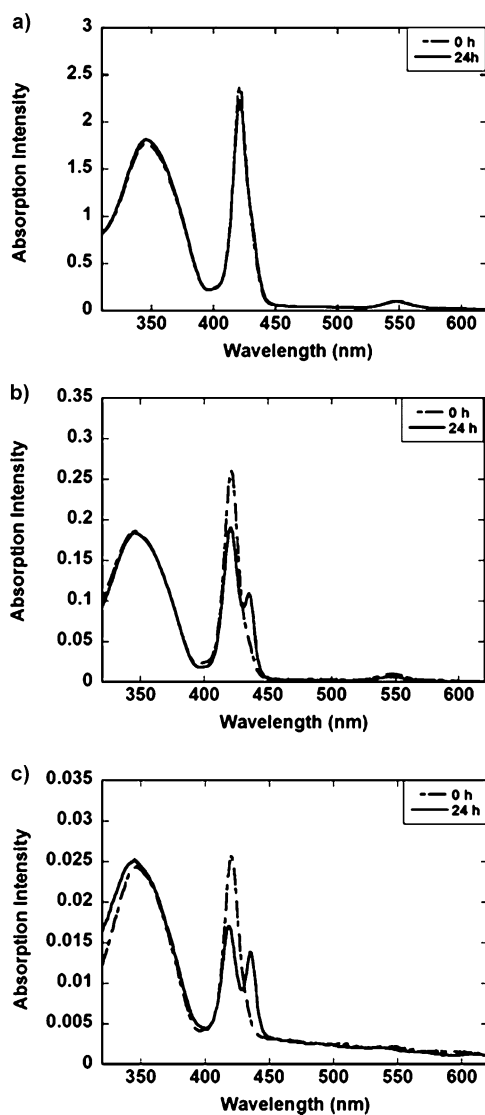 a)
3
2.5
2
1.5
1
0.5
0
Absorption Intensity
0 h
24h
350 400 450 500 550 600
Wavelength (nm)
b)
0.35
0.3
0.25
0.2
0.15
0.1
0.05
0
Absorption Intensity
0 h
24 h
350 400 450 500 550 600
Wavelength (nm)
c)
0.035
0.03
0.025
0.02
0.015
0.01
0.005
0
Absorption Intensity
0 h
24 h
350 400 450 500 550 600
Wavelength (nm)